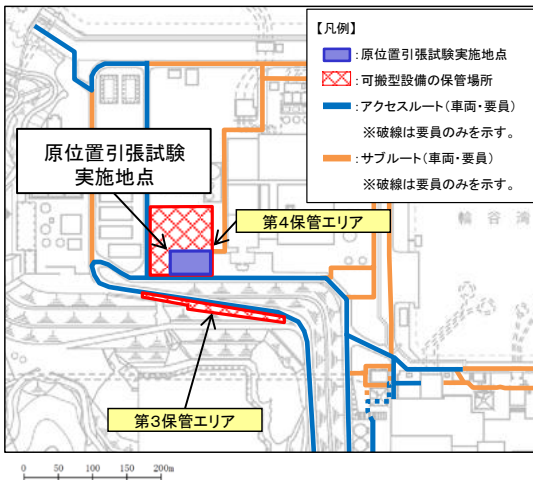 【凡例】
:原位置引張試験実施地点
:可搬型設備の保管場所
:アクセスルート(車両・要員)
※破線は要員のみを示す。
:サブルート(車両・要員)
※破線は要員のみを示す。
原位置引張試験
実施地点
第4保管エリア
輪谷湾
第3保管エリア
0 50 100 150 200m